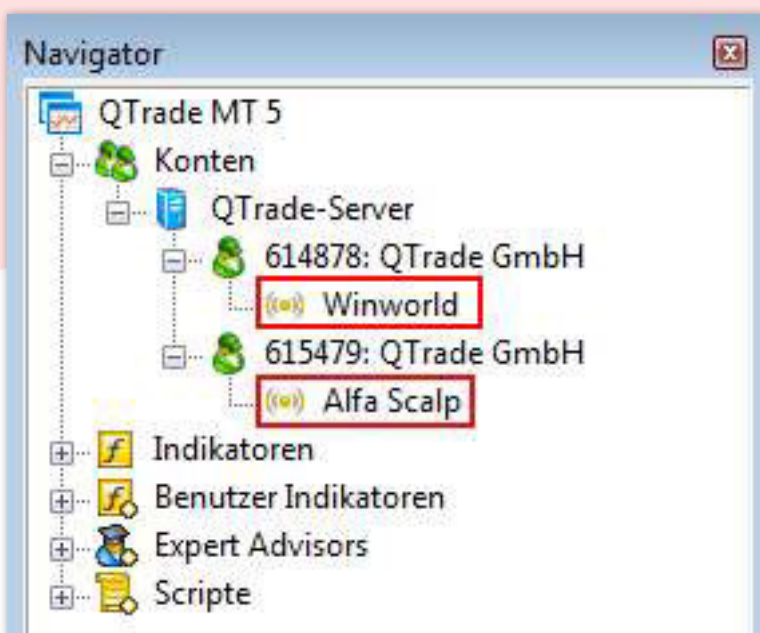 Navigator
QTrade MT 5
Konten
QTrade-Server
614878: QTrade GmbH
Winworld
615479: QTrade GmbH
Alfa Scalp
Indikatoren
Benutzer Indikatoren
Expert Advisors
Scripte